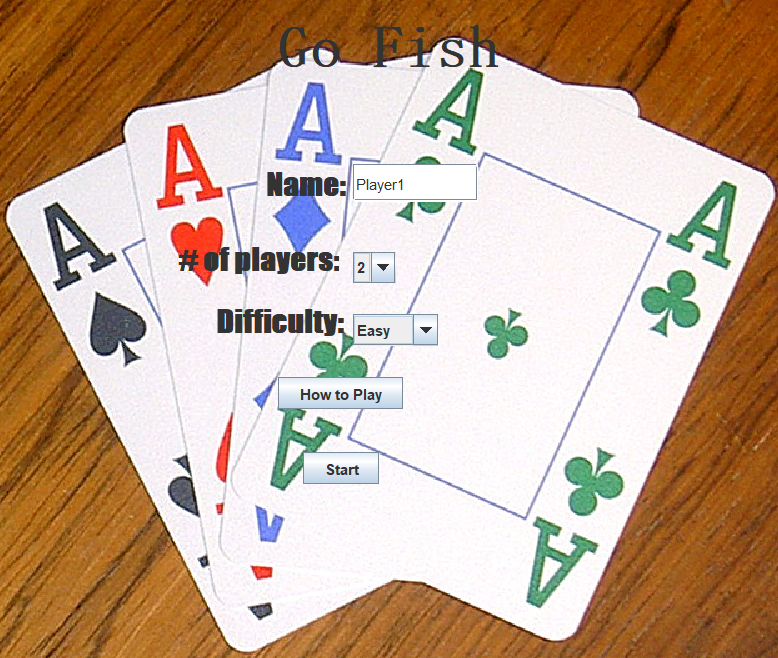 Go Fish
A
A
A
A
A
Name: Player1
# of players: 2
Difficulty: Easy
How to Play
A
Start
A